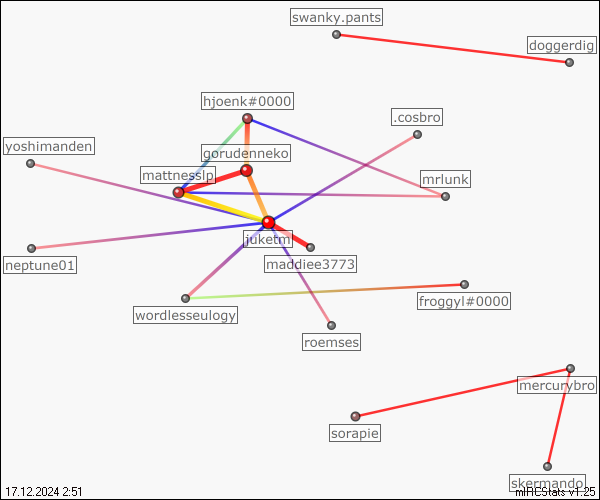 swanky.pants
doggerdig
hjoenk#0000
.cosbro
yoshimanden
gorudenneko
mattnesslp
mrlunk
juketm
neptune01
maddiee3773
froggyl#0000
wordlesseulogy
roemses
mercurybro
sorapie
skermando
17.12.2024 2:51
mIRCStats v1.25